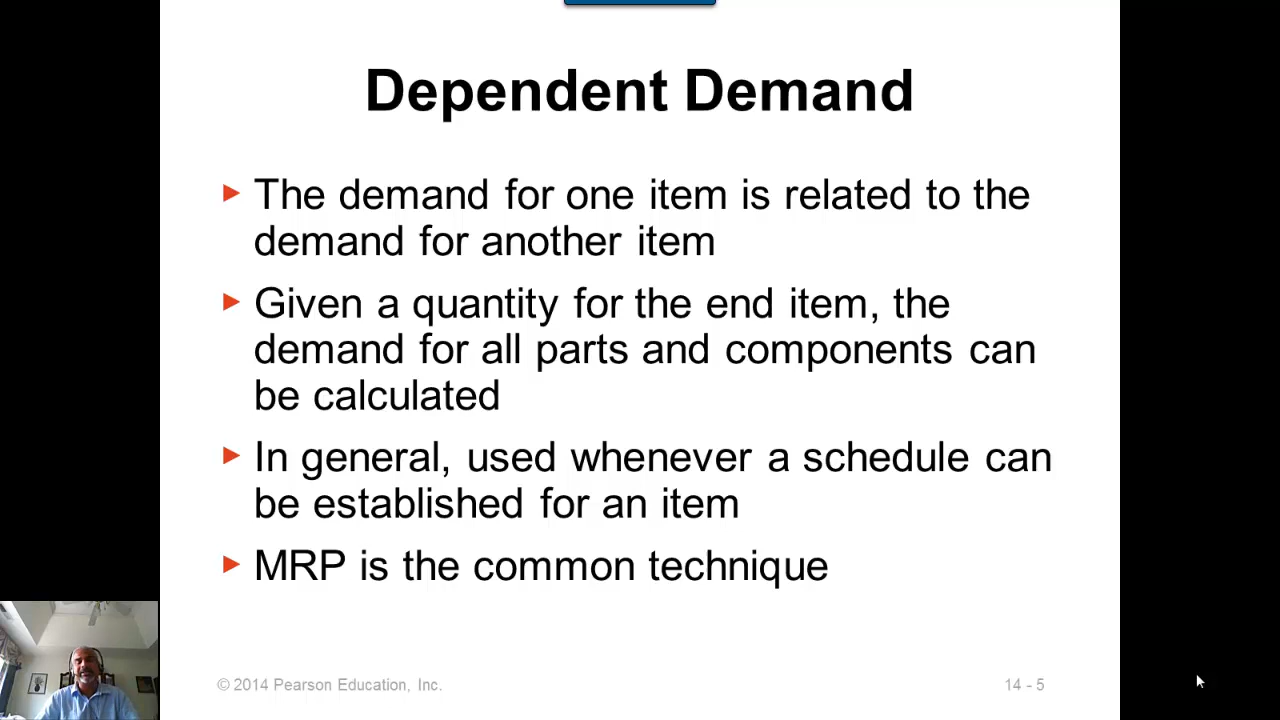 Dependent Demand
The demand for one item is related to the
demand for another item
Given a quantity for the end item, the
demand for all parts and components can
be calculated
In general, used whenever a schedule can
be established for an item
MRP is the common technique
© 2014 Pearson Education, Inc.
14 - 5